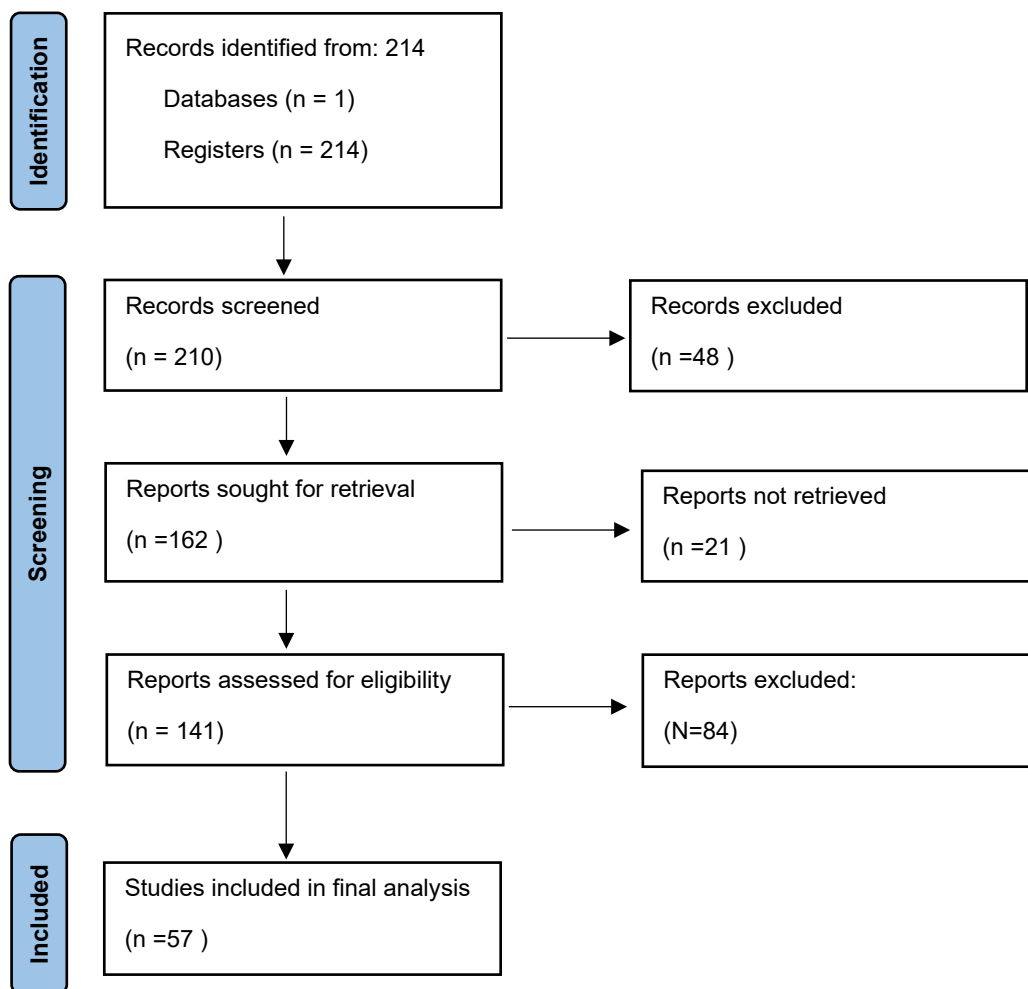 Identification
Records identified from: 214
Databases (n = 1)
Registers (n = 214)
Screening
Records screened
(n = 210)
Records excluded
(n =48 )
Reports sought for retrieval
(n =162 )
Reports not retrieved
(n =21 )
Reports assessed for eligibility
(n = 141)
Reports excluded:
(N=84)
Included
Studies included in final analysis
(n =57 )